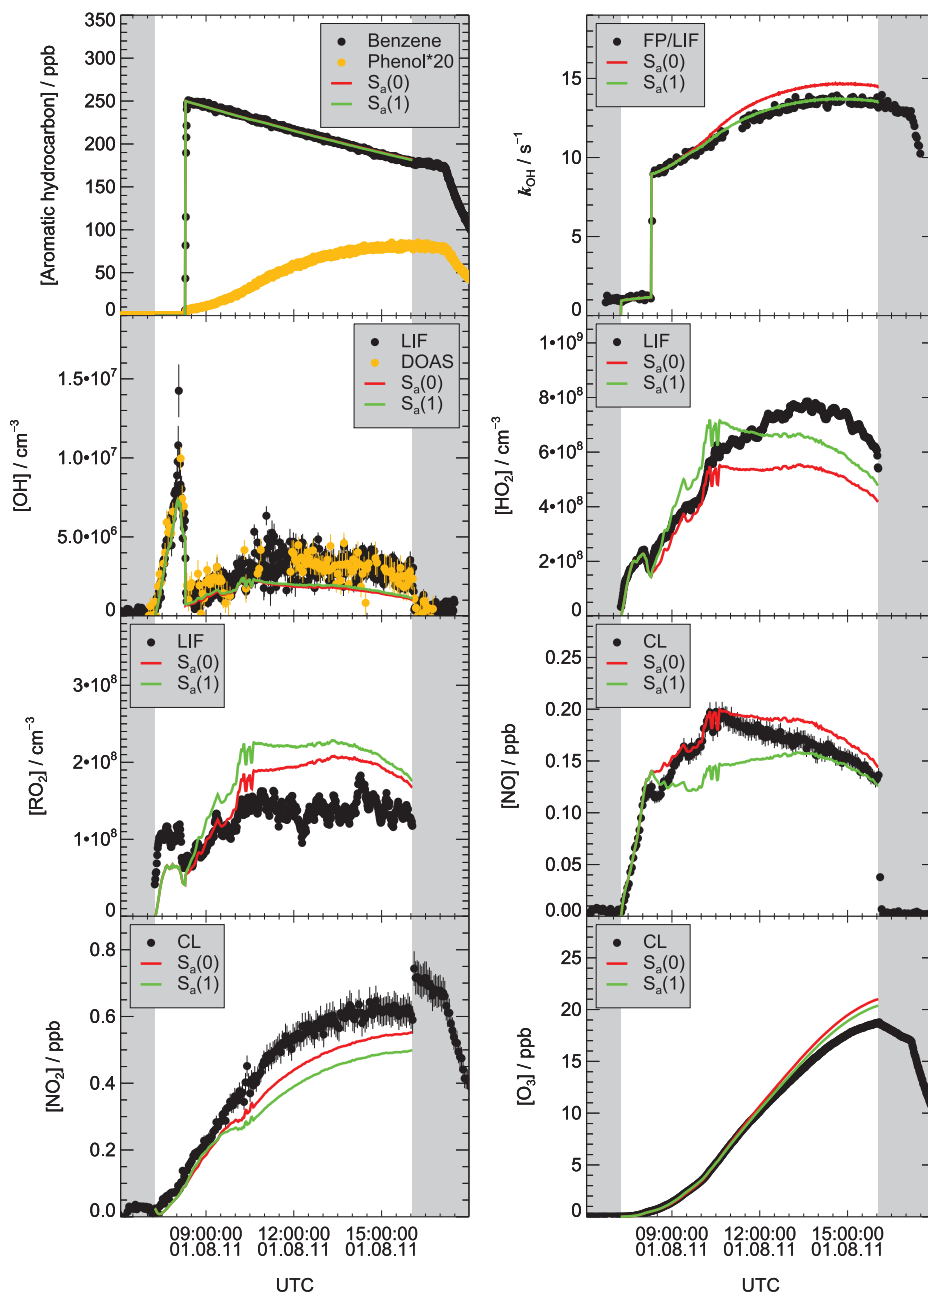 [Aromatic hydrocarbon] / ppb
350
300
250
200
150
100
50
0
Benzene
Phenol*20
Sa(0)
Sa(1)
kOH / s⁻¹
15
10
5
0
FP/LIF
Sa(0)
Sa(1)
[OH] / cm⁻³
1.5•10⁷
1.0•10⁷
5.0•10⁶
0
LIF
DOAS
Sa(0)
Sa(1)
[HO₂] / cm⁻³
1•10⁹
8•10⁸
6•10⁸
4•10⁸
2•10⁸
0
LIF
Sa(0)
Sa(1)
[RO₂] / cm⁻³
3•10⁸
2•10⁸
1•10⁸
0
LIF
Sa(0)
Sa(1)
[NO] / ppb
0.25
0.20
0.15
0.10
0.05
0.00
CL
Sa(0)
Sa(1)
[NO₂] / ppb
0.8
0.6
0.4
0.2
0.0
CL
Sa(0)
Sa(1)
[O₃] / ppb
25
20
15
10
5
0
CL
Sa(0)
Sa(1)
09:00:00 12:00:00 15:00:00
01.08.11 01.08.11 01.08.11
UTC
09:00:00 12:00:00 15:00:00
01.08.11 01.08.11 01.08.11
UTC